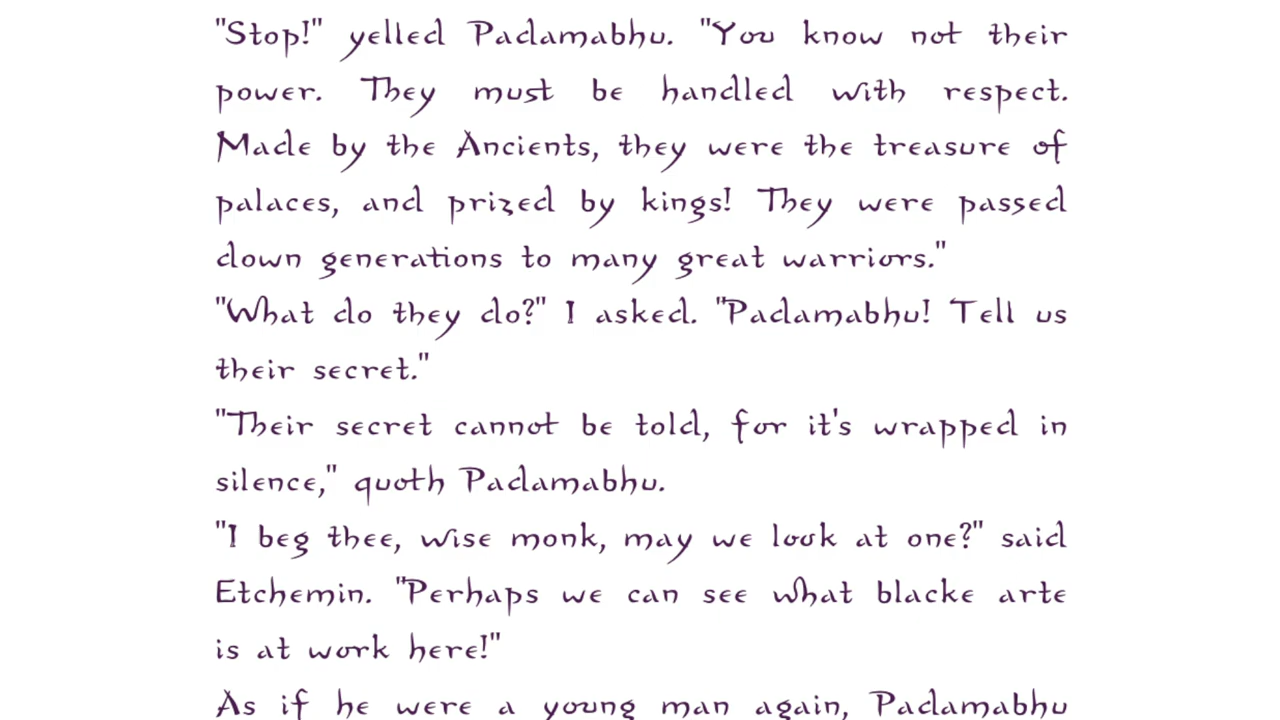 "Stop!" yelled Padamabhu. "You know not their
power. They must be handled with respect.
Made by the Ancients, they were the treasure of
palaces, and prized by kings! They were passed
down generations to many great warriors."
"What do they do?" I asked. "Padamabhu! Tell us
their secret."
"Their secret cannot be told, for it's wrapped in
silence," quoth Padamabhu.
"I beg thee, wise monk, may we look at one?" said
Etchemin. "Perhaps we can see what blacke arte
is at work here!"
As if he were a young man again, Padamabhu